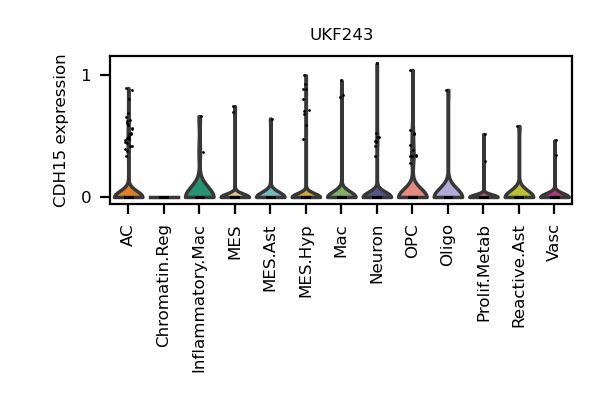 UKF243
CDH15 expression
1
0
AC
Chromatin.Reg
Inflammatory.Mac
MES
MES.Ast
MES.Hyp
Mac
Neuron
OPC
Oligo
Prolif.Metab
Reactive.Ast
Vasc